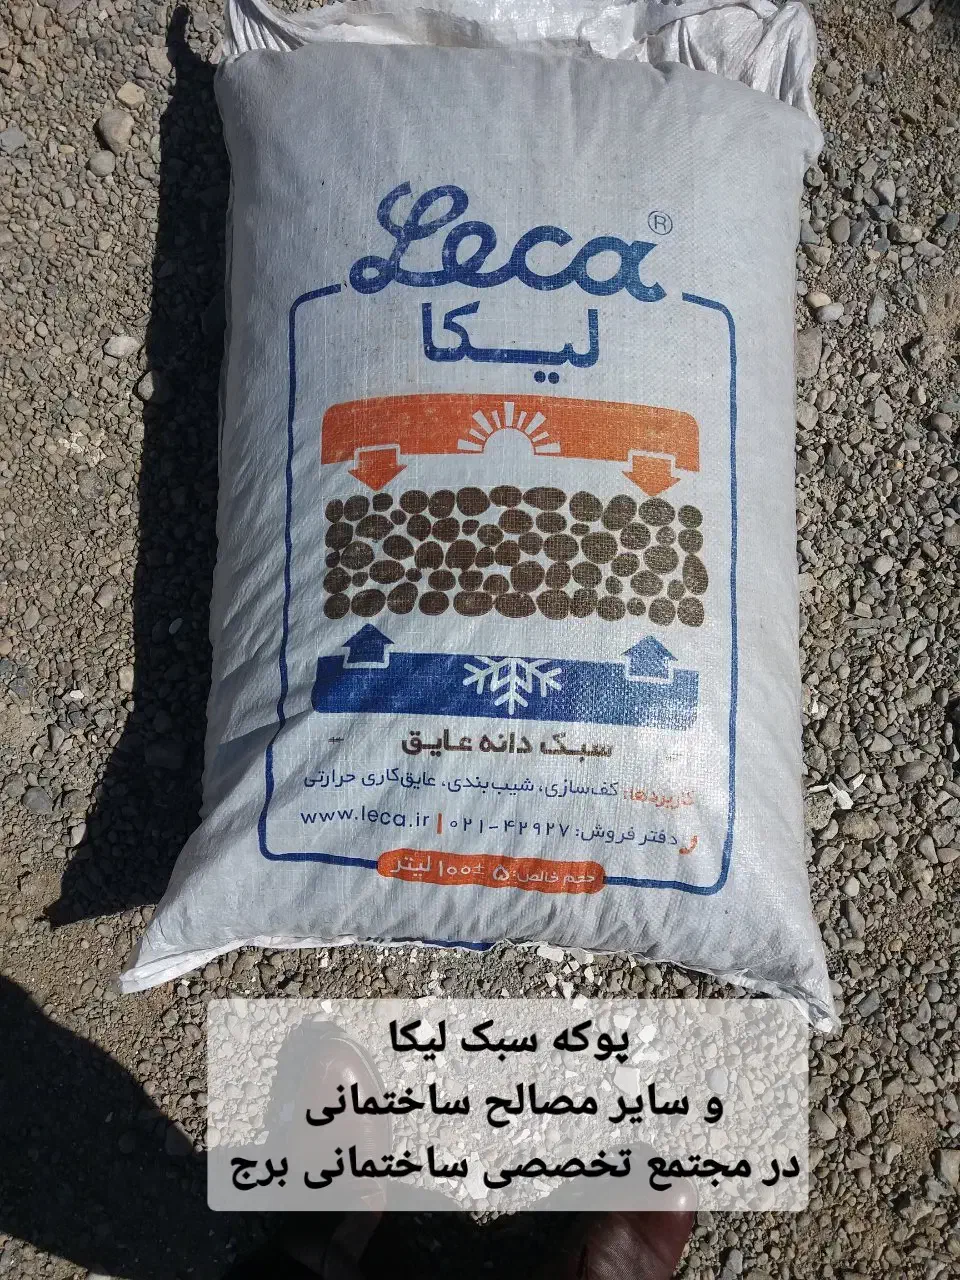 Leca®
لیکا
سبک دانه عایق
کاربردها: کف‌سازی، شیب‌بندی، عایق‌کاری حرارتی
دفتر فروش: ۰۲۱-۴۲۹۲۷ | www.leca.ir
حجم خالص: ۵ ±۱۰۰ لیتر
پوکه سبک لیکا
و سایر مصالح ساختمانی
در مجتمع تخصصی ساختمانی برج